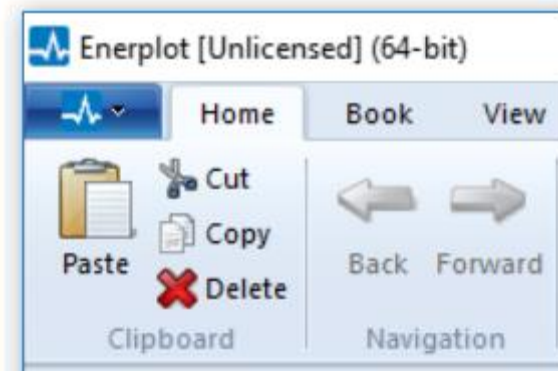 Enerplot [Unlicensed] (64-bit)
Home Book View
Cut
Copy
Paste
Delete
Back Forward
Clipboard Navigation